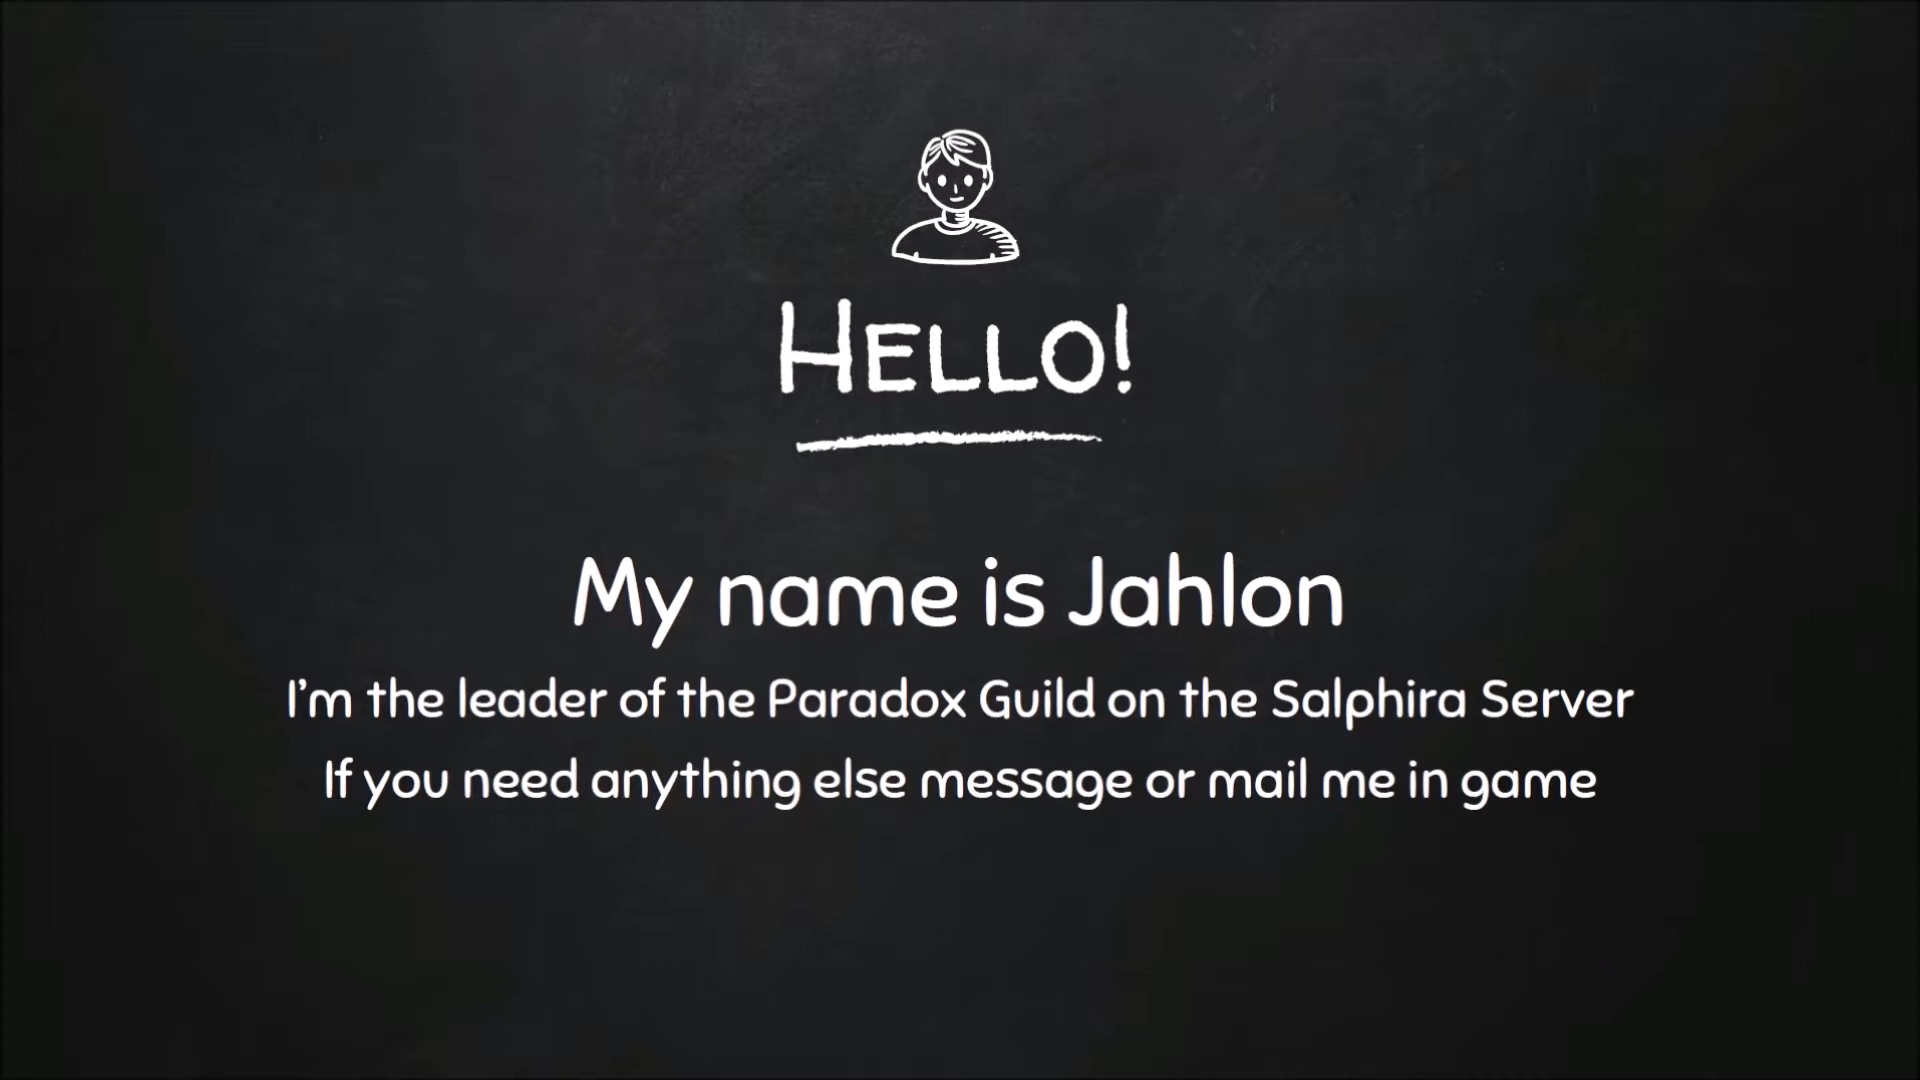 HELLO!
My name is Jahlon
I'm the leader of the Paradox Guild on the Salphira Server
If you need anything else message or mail me in game